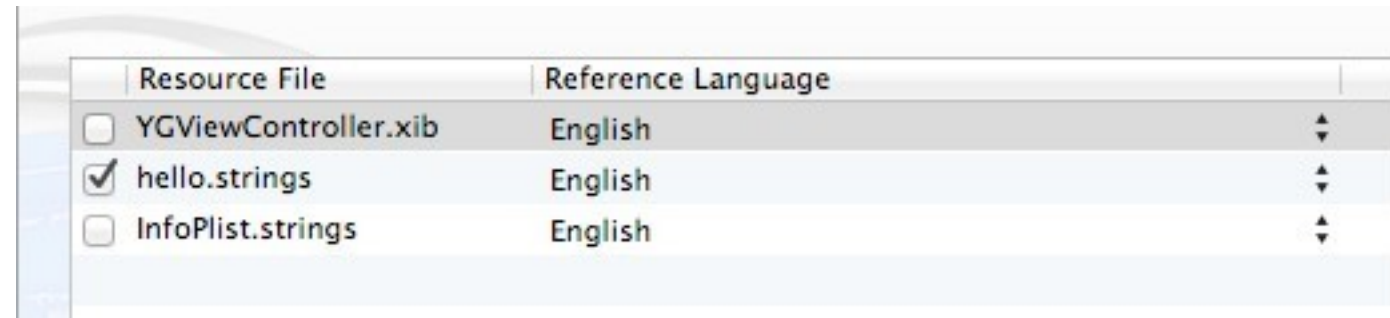 Resource File Reference Language
YGViewController.xib English
hello.strings English
InfoPlist.strings English